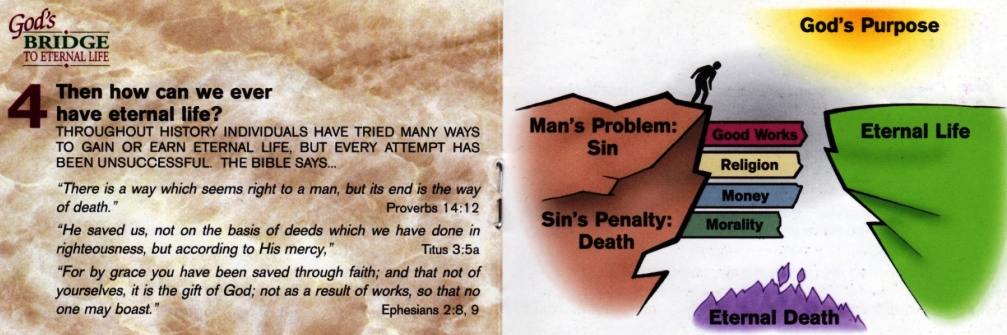 God's
BRIDGE
TO ETERNAL LIFE
4 Then how can we ever
have eternal life?
THROUGHOUT HISTORY INDIVIDUALS HAVE TRIED MANY WAYS
TO GAIN OR EARN ETERNAL LIFE, BUT EVERY ATTEMPT HAS
BEEN UNSUCCESSFUL. THE BIBLE SAYS...
"There is a way which seems right to a man, but its end is the way
of death." Proverbs 14:12
"He saved us, not on the basis of deeds which we have done in
righteousness, but according to His mercy," Titus 3:5a
"For by grace you have been saved through faith; and that not of
yourselves, it is the gift of God; not as a result of works, so that no
one may boast." Ephesians 2:8, 9
God's Purpose
Man's Problem:
Sin
Sin's Penalty:
Death
Good Works
Religion
Money
Morality
Eternal Life
Eternal Death